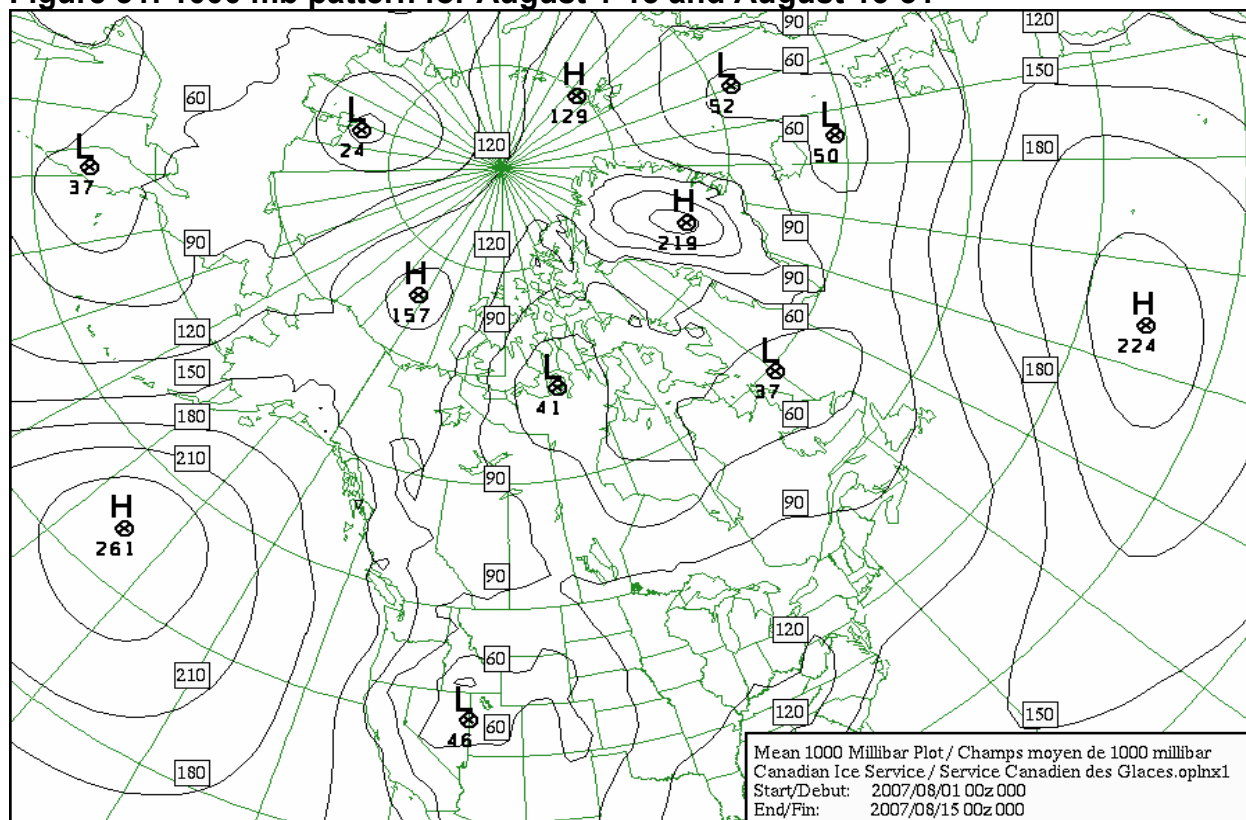 Figure 1000 mb pattern for August 1-15 and August 16-31
90
120
60
150
60
H
129
L
52
L
24
60
L
50
120
180
L
37
H
219
90
90
120
90
H
157
60
H
224
90
120
L
37
180
150
L
41
60
180
210
90
90
H
261
90
120
60
210
L
46
60
120
150
180
Mean 1000 Millibar Plot / Champs moyen de 1000 millibar
Canadian Ice Service / Service Canadien des Glaces.oplnx1
Start/Debut: 2007/08/01 00z 000
End/Fin: 2007/08/15 00z 000